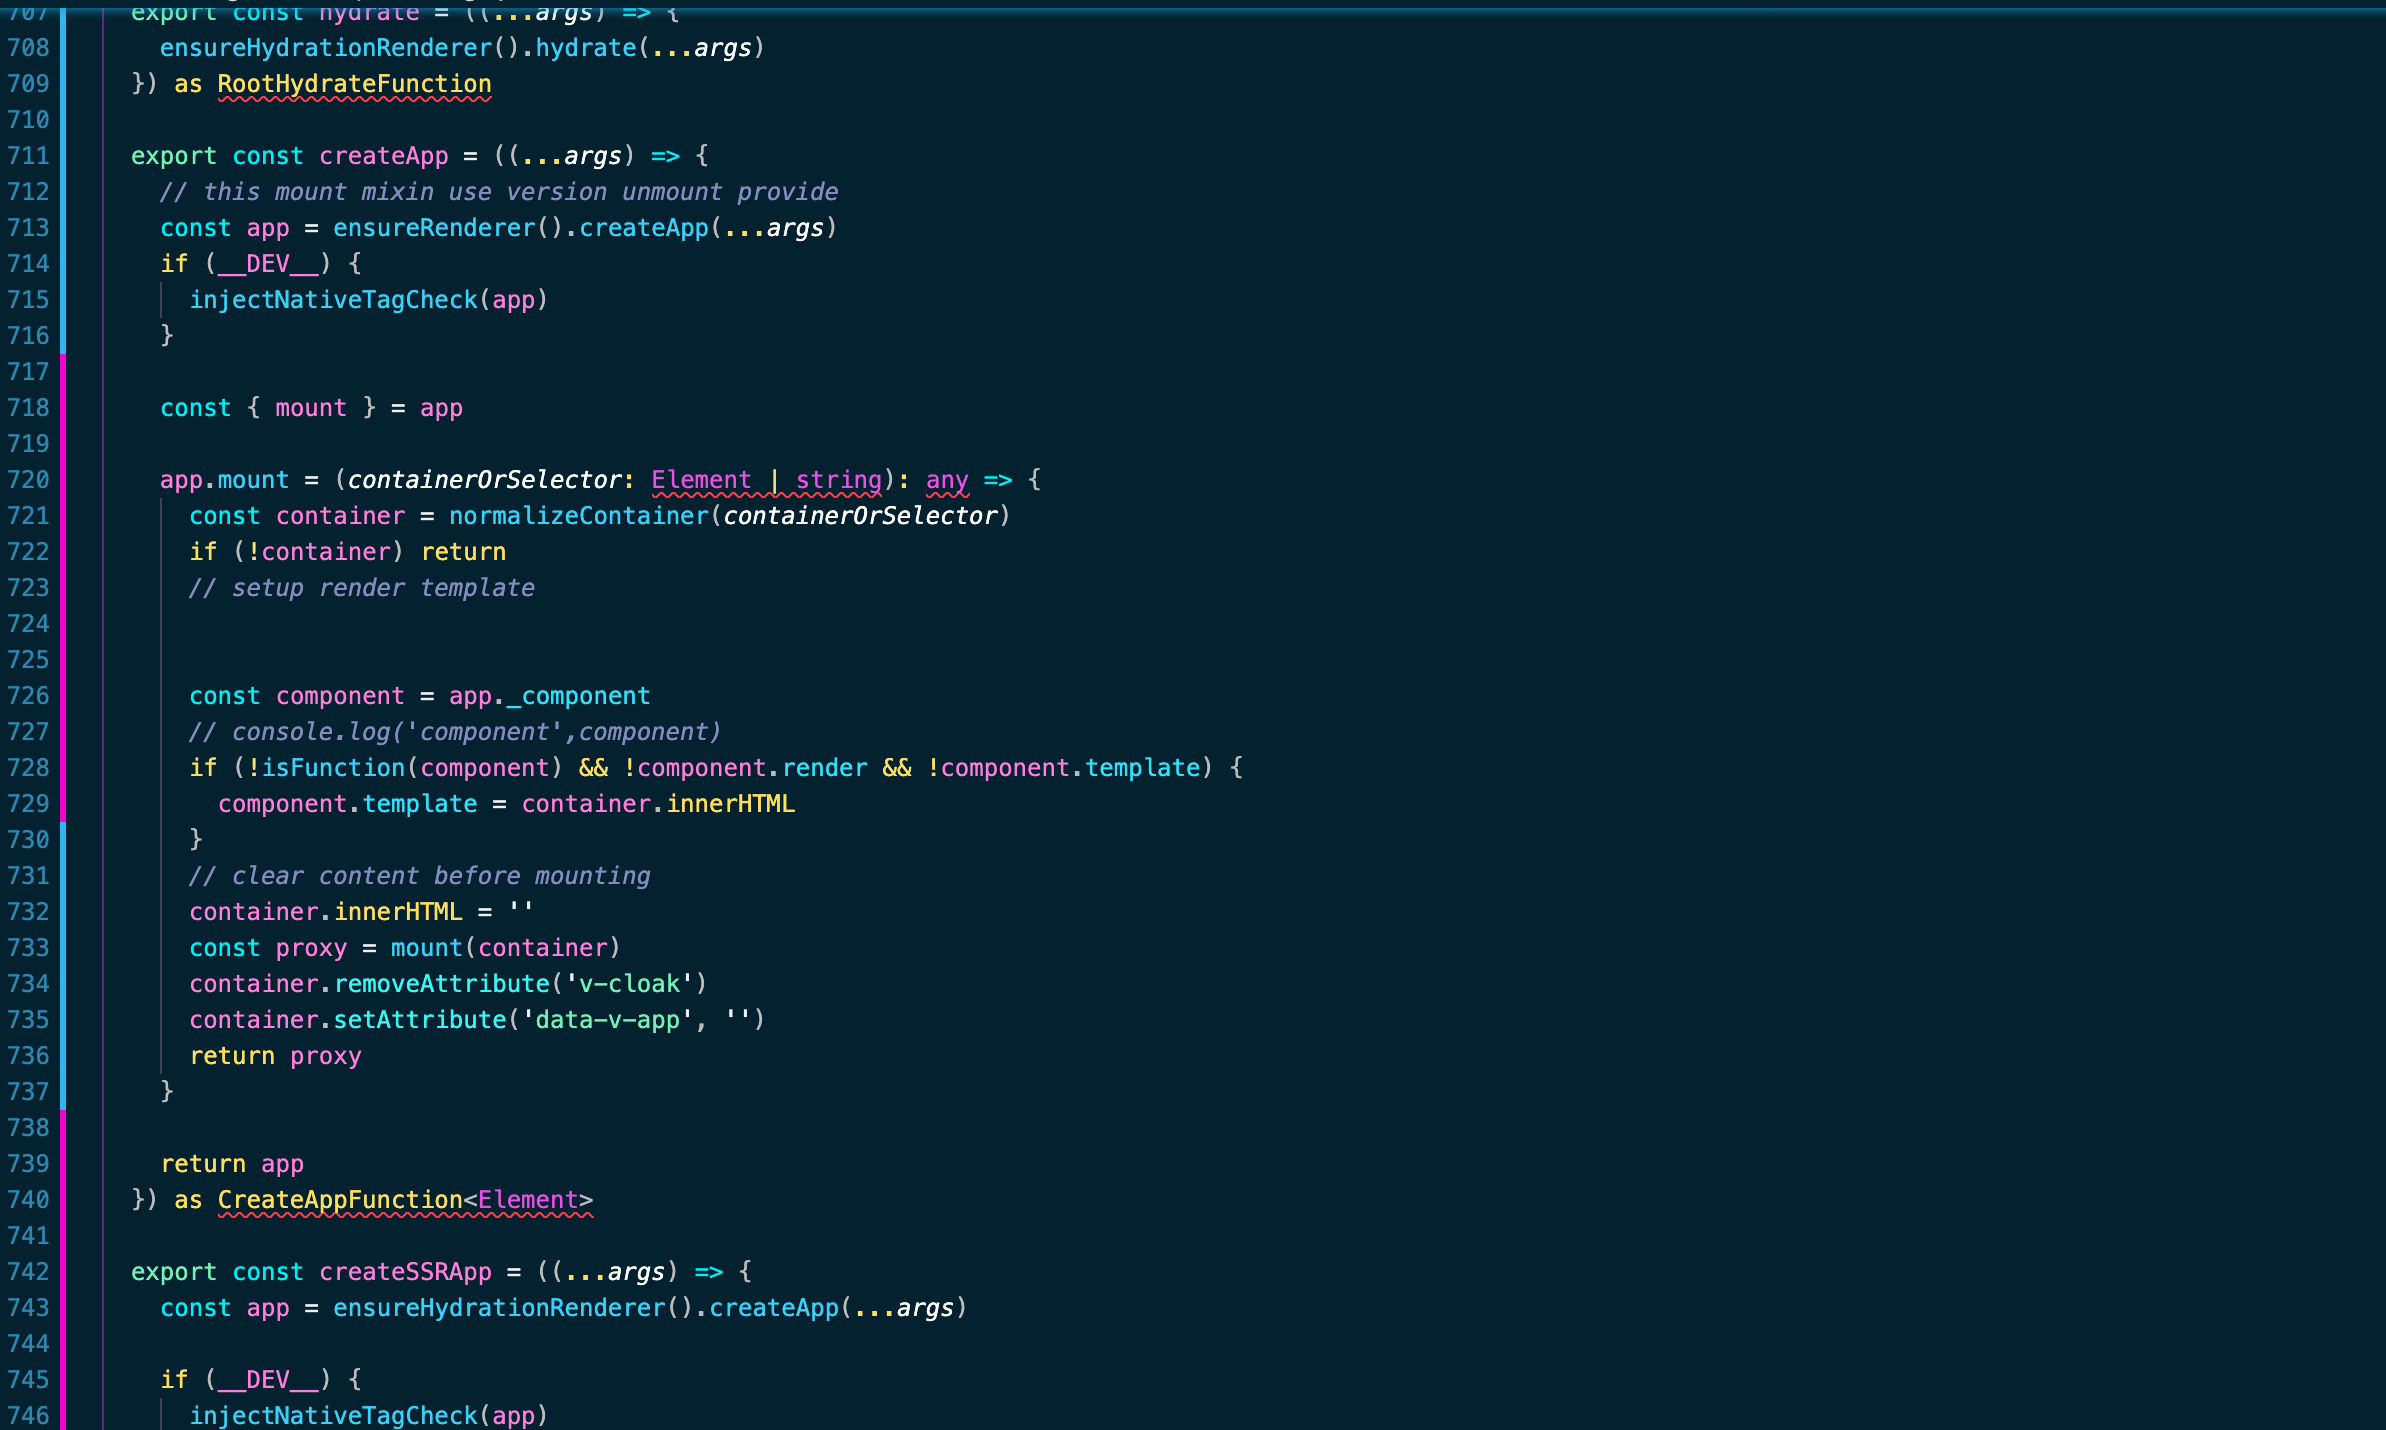 707 export const hydrate = ((...args) => {
708 ensureHydrationRenderer().hydrate(...args)
709 }) as RootHydrateFunction
710
711 export const createApp = ((...args) => {
712 // this mount mixin use version unmount provide
713 const app = ensureRenderer().createApp(...args)
714 if (__DEV__) {
715 injectNativeTagCheck(app)
716 }
717
718 const { mount } = app
719
720 app.mount = (containerOrSelector: Element | string): any => {
721 const container = normalizeContainer(containerOrSelector)
722 if (!container) return
723 // setup render template
724
725
726 const component = app._component
727 // console.log('component',component)
728 if (!isFunction(component) && !component.render && !component.template) {
729 component.template = container.innerHTML
730 }
731 // clear content before mounting
732 container.innerHTML = ''
733 const proxy = mount(container)
734 container.removeAttribute('v-cloak')
735 container.setAttribute('data-v-app', '')
736 return proxy
737 }
738
739 return app
740 }) as CreateAppFunction<Element>
741
742 export const createSSRApp = ((...args) => {
743 const app = ensureHydrationRenderer().createApp(...args)
744
745 if (__DEV__) {
746 injectNativeTagCheck(app)